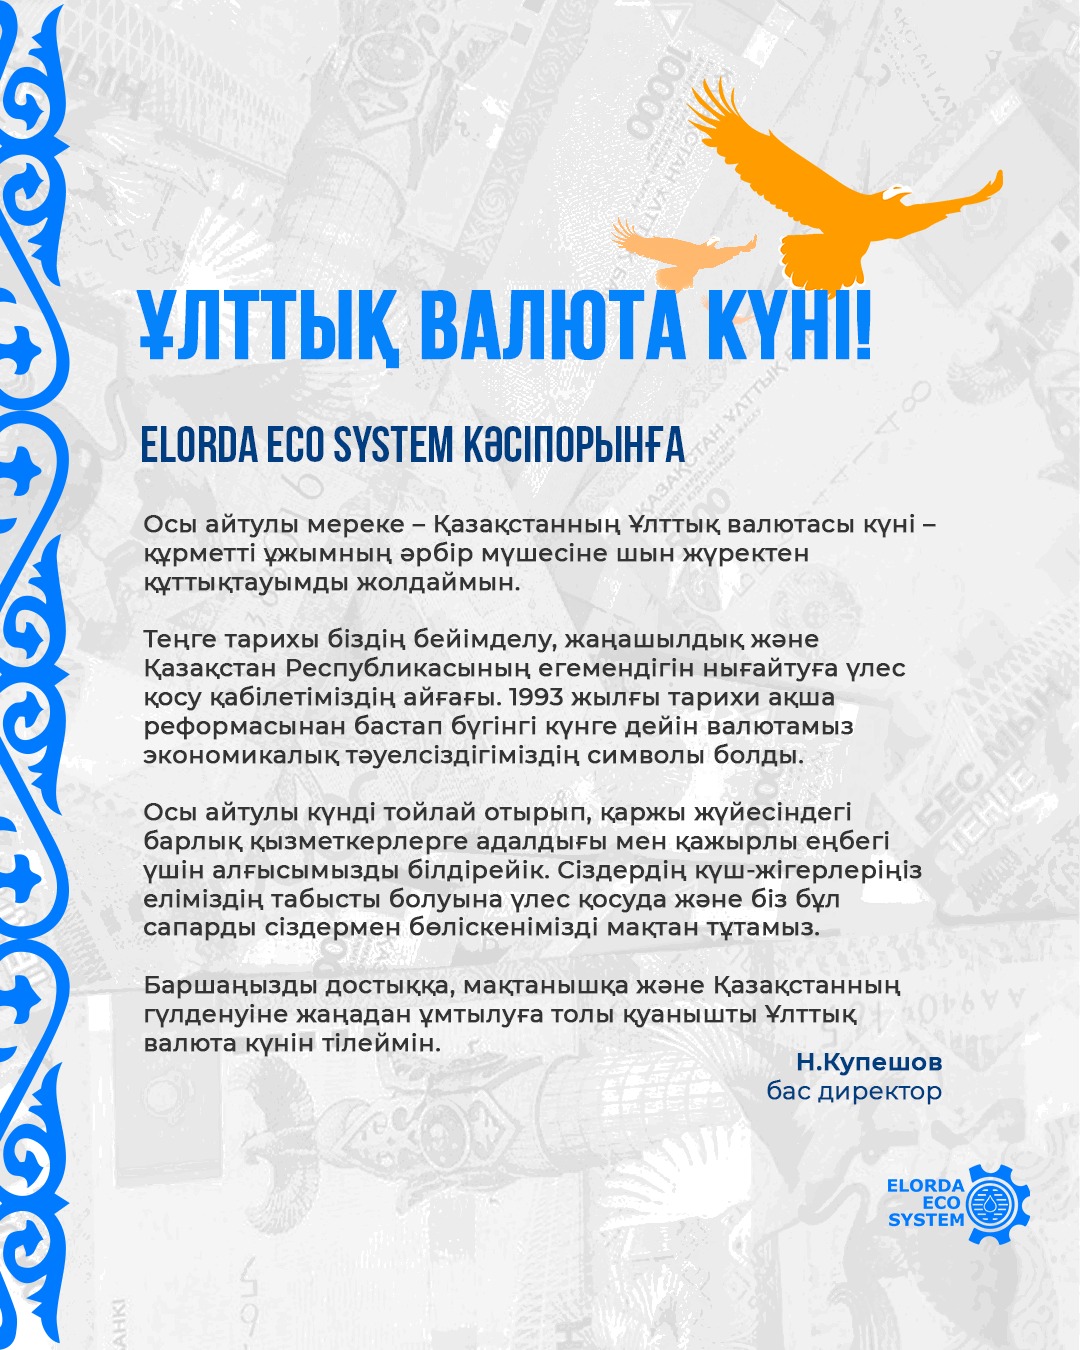 ҰЛТТЫҚ ВАЛЮТА КҮНІ!
ELORDA ECO SYSTEM КӘСІПОРЫНҒА
Осы айтулы мереке – Қазақстанның Ұлттық валютасы күні –
құрметті ұжымның әрбір мүшесіне шын жүректен
құттықтауымды жолдаймын.
Теңге тарихы біздің бейімделу, жаңашылдық және
Қазақстан Республикасының егемендігін нығайтуға үлес
қосу қабілетіміздің айғағы. 1993 жылғы тарихи ақша
реформасынан бастап бүгінгі күнге дейін валютамыз
экономикалық тәуелсіздігіміздің символы болды.
Осы айтулы күнді тойлай отырып, қаржы жүйесіндегі
барлық қызметкерлерге адалдығы мен қажырлы еңбегі
үшін алғысымызды білдірейік. Сіздердің күш-жігерлеріңіз
еліміздің табысты болуына үлес қосуда және біз бұл
сапарды сіздермен бөліскенімізді мақтан тұтамыз.
Баршаңызды достыққа, мақтанышқа және Қазақстанның
гүлденуіне жаңадан ұмтылуға толы қуанышты Ұлттық
валюта күнін тілеймін.
Н.Купешов
бас директор
ELORDA
ECO
SYSTEM
10000
5000
БЕС МЫҢ
ТЕҢГЕ